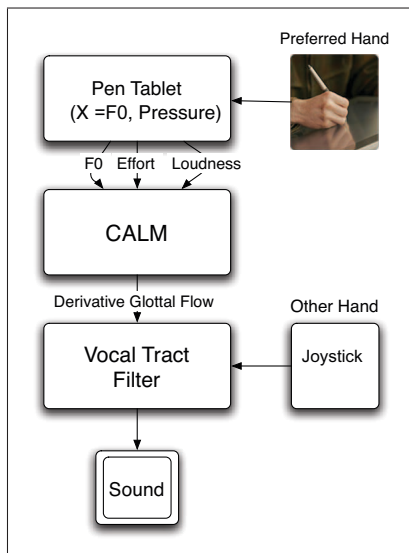 Preferred Hand
Pen Tablet
(X =F0, Pressure)
F0 Effort Loudness
CALM
Derivative Glottal Flow
Other Hand
Vocal Tract
Filter
Joystick
Sound